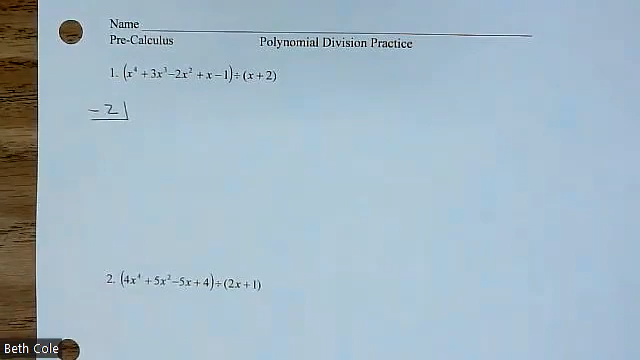 Name
Pre-Calculus
Polynomial Division Practice
1. (x⁴ + 3x³ – 2x² + x – 1) ÷ (x + 2)
– 2
2. (4x⁴ + 5x² – 5x + 4) ÷ (2x + 1)
Beth Cole